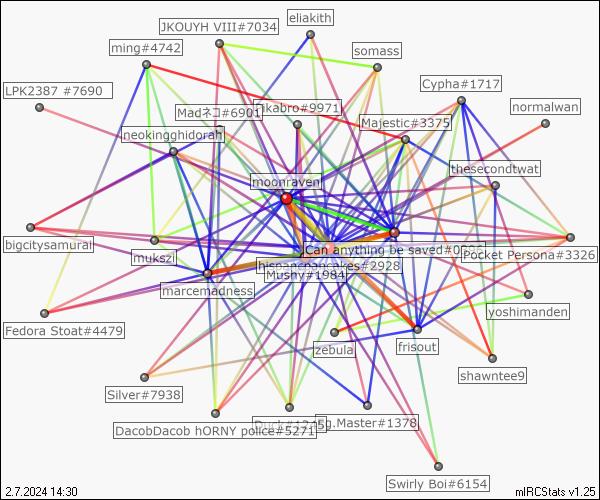 eliakith
JKOUYH VIII#7034
ming#4742
somass
Cypha#1717
LPK2387 #7690
normalwan
Madネコ#6901
ikabro#9971
Majestic#3375
neokingghidorah
thesecondtwat
moonraven
bigcitysamurai
mukszil
Can anything be saved#0
Pocket Persona#3326
#2928
Mushy#1984
marcemadness
yoshimanden
Fedora Stoat#4479
zebula
frisout
shawntee9
Silver#7938
DacobDacob hORNY police#5271
g.Master#1378
Swirly Boi#6154
2.7.2024 14:30
mIRCStats v1.25